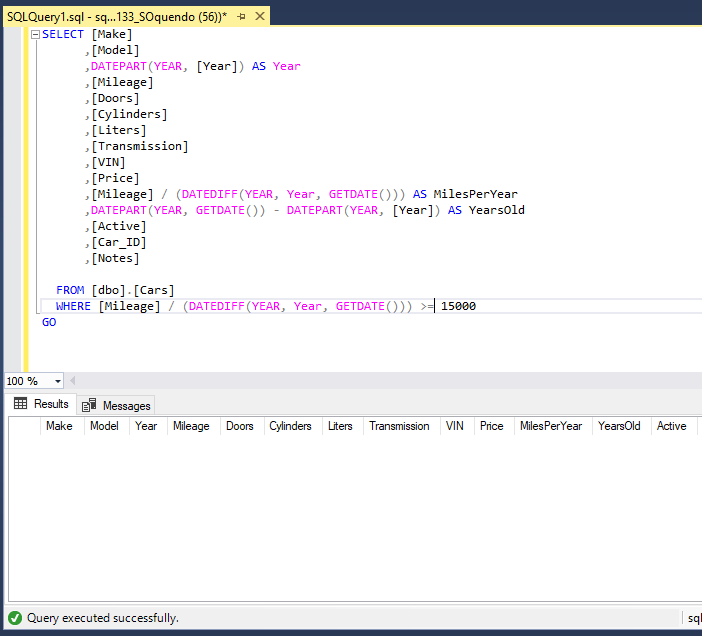 SQLQuery1.sql - sq...133_SOquendo (56))*
SELECT [Make]
,[Model]
,DATEPART(YEAR, [Year]) AS Year
,[Mileage]
,[Doors]
,[Cylinders]
,[Liters]
,[Transmission]
,[VIN]
,[Price]
,[Mileage] / (DATEDIFF(YEAR, Year, GETDATE())) AS MilesPerYear
,DATEPART(YEAR, GETDATE()) - DATEPART(YEAR, [Year]) AS YearsOld
,[Active]
,[Car_ID]
,[Notes]
FROM [dbo].[Cars]
WHERE [Mileage] / (DATEDIFF(YEAR, Year, GETDATE())) >= 15000
GO
100 %
Results Messages
Make Model Year Mileage Doors Cylinders Liters Transmission VIN Price MilesPerYear YearsOld Active
Query executed successfully. sql